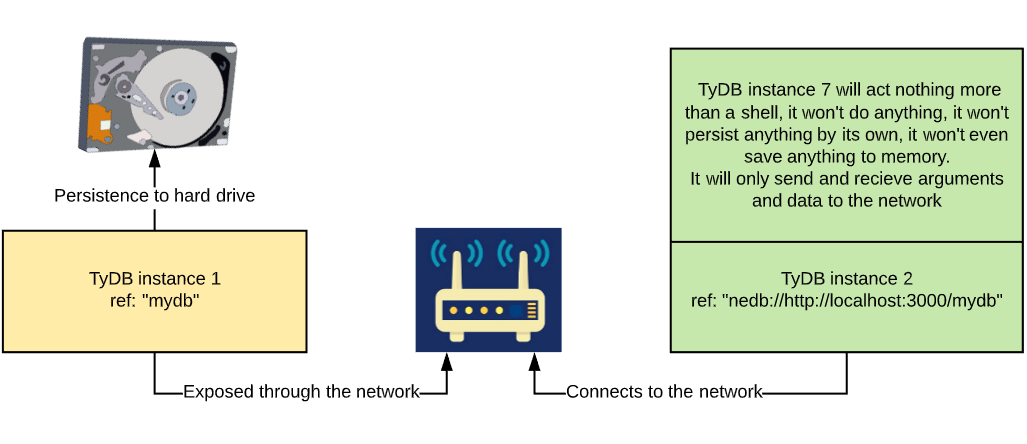 TyDB instance 7 will act nothing more
than a shell, it won't do anything, it won't
persist anything by its own, it won't even
save anything to memory.
It will only send and recieve arguments
and data to the network
Persistence to hard drive
TyDB instance 1
ref: "mydb"
TyDB instance 2
ref: "nedb://http://localhost:3000/mydb"
Exposed through the network
Connects to the network